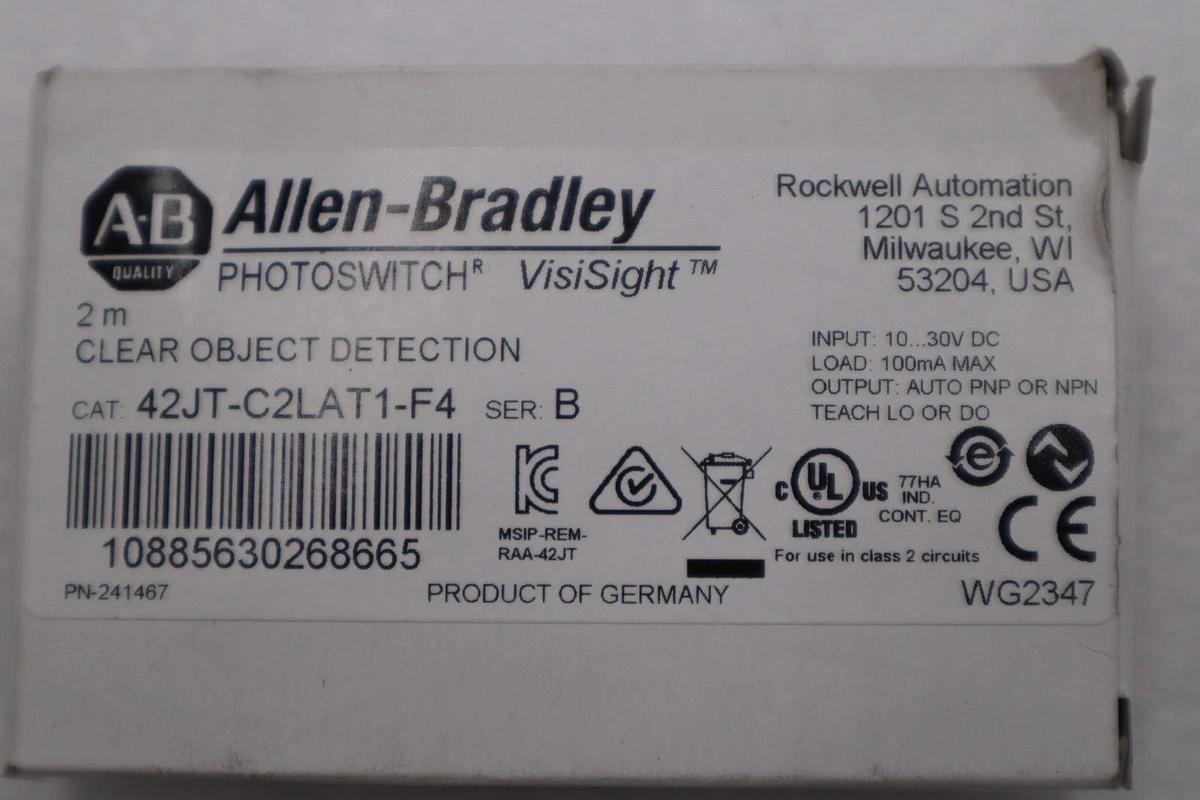 A-B
QUALITY
Allen-Bradley
PHOTOSWITCHR VisiSight™
2 m
CLEAR OBJECT DETECTION
CAT: 42JT-C2LAT1-F4 SER: B
10885630268665
PN-241467
Rockwell Automation
1201 S 2nd St,
Milwaukee, WI
53204, USA
INPUT: 10...30V DC
LOAD: 100mA MAX
OUTPUT: AUTO PNP OR NPN
TEACH LO OR DO
MSIP-REM-
RAA-42JT
C UL US
®
LISTED
77HA
IND.
CONT. EQ
For use in class 2 circuits
e
CE
PRODUCT OF GERMANY
WG2347